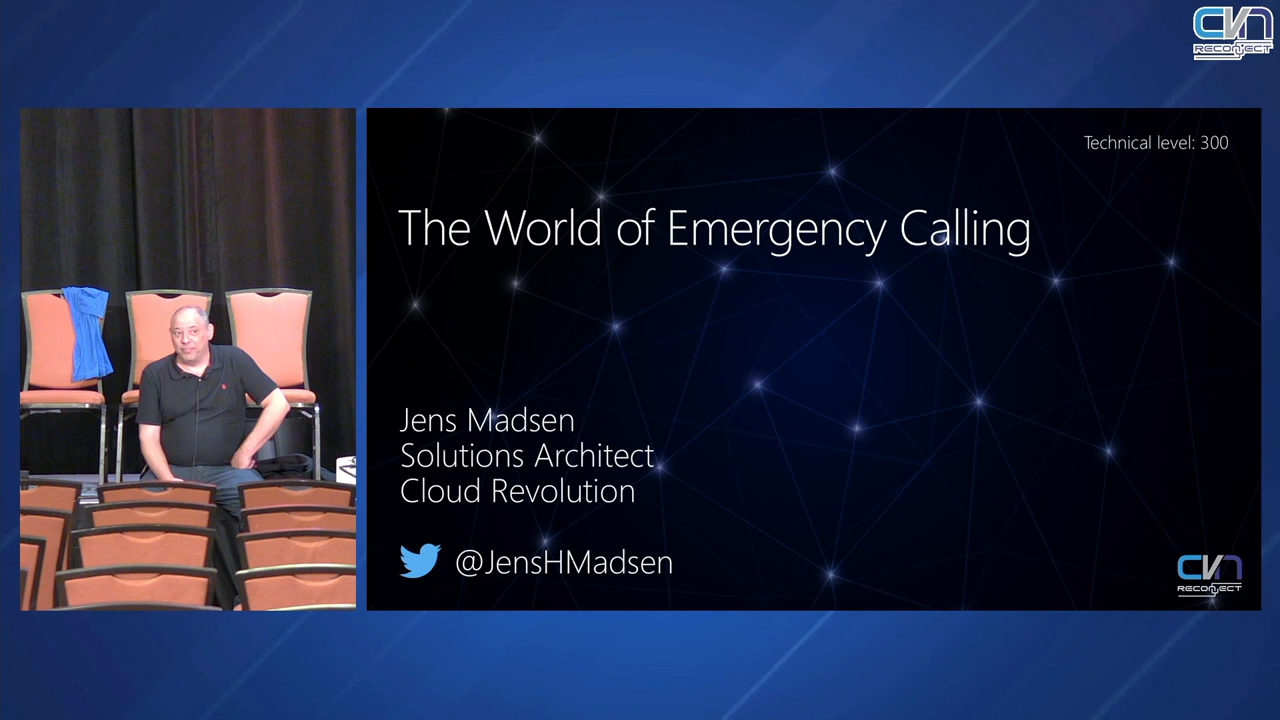 CVN
RECONNECT
Technical level: 300
The World of Emergency Calling
Jens Madsen
Solutions Architect
Cloud Revolution
@JensHMadsen
CVN
RECONNECT